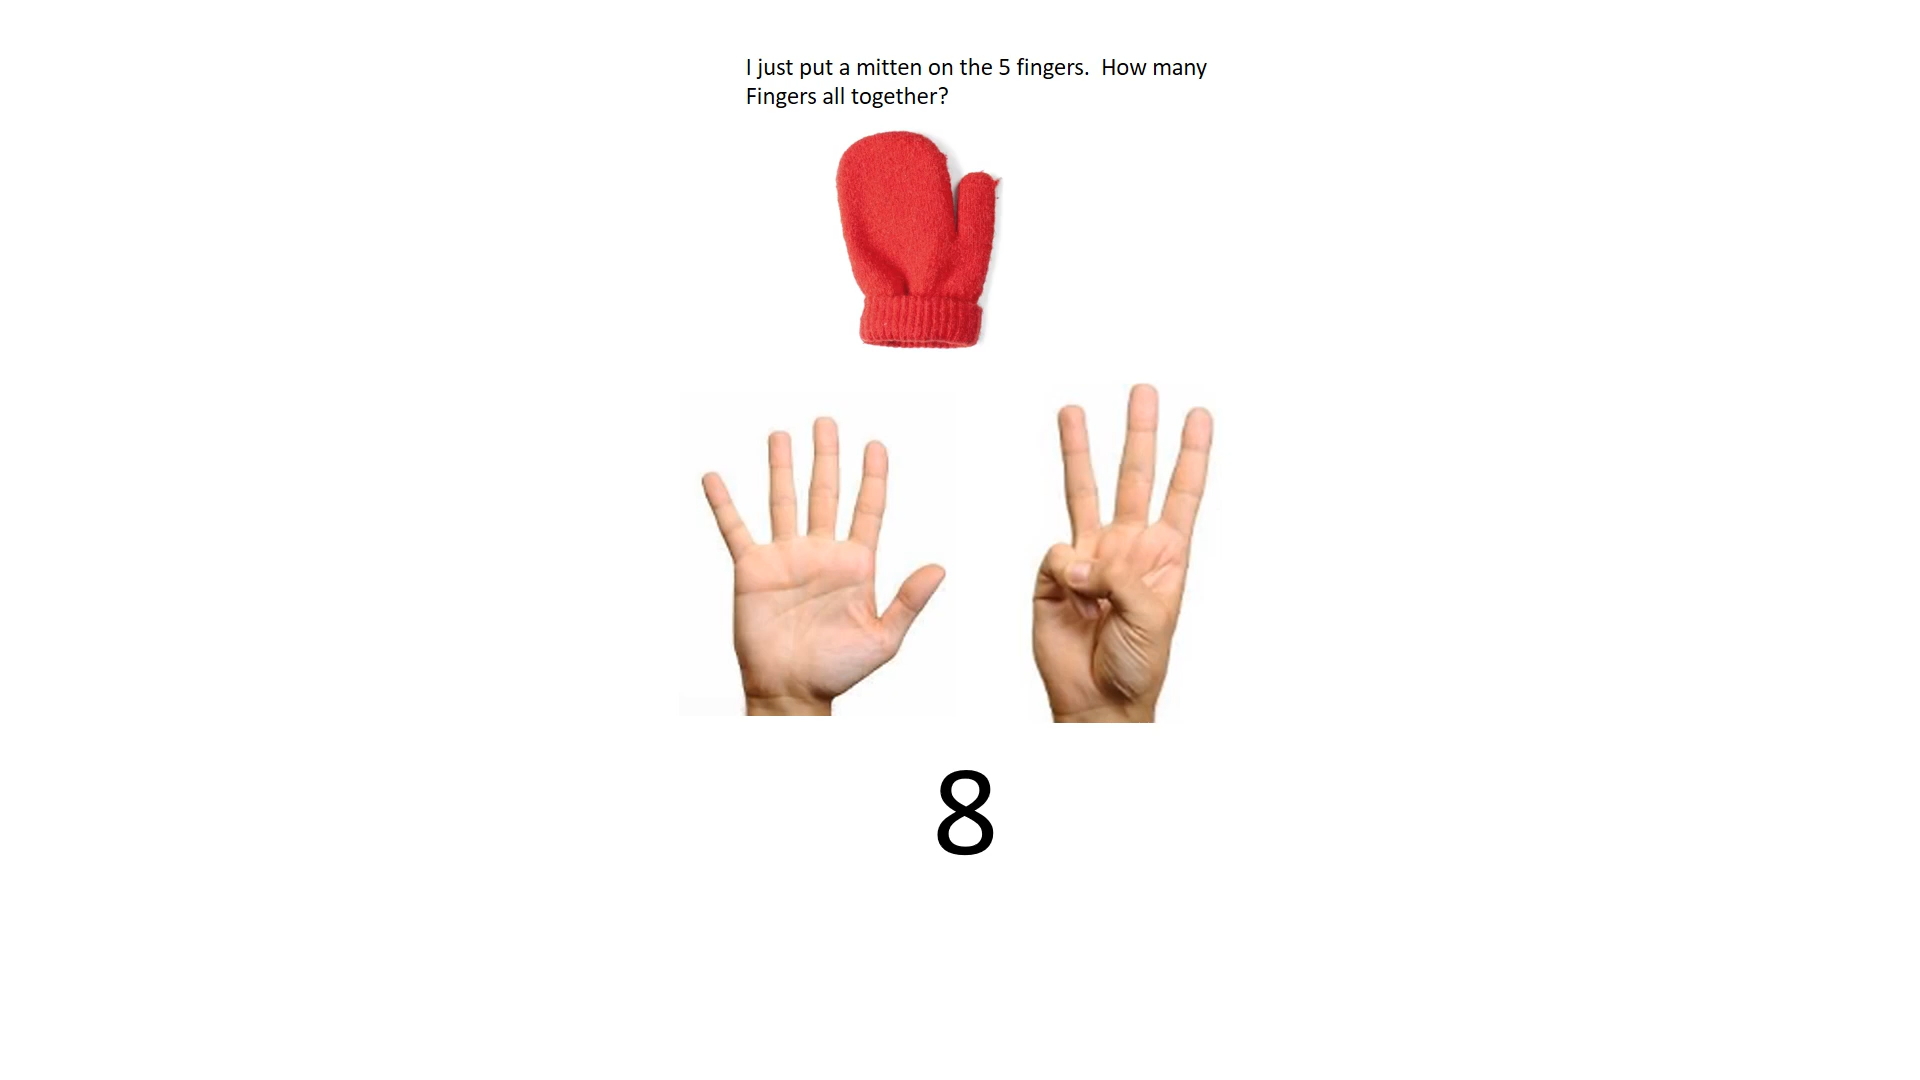 I just put a mitten on the 5 fingers.  How many
Fingers all together?
8